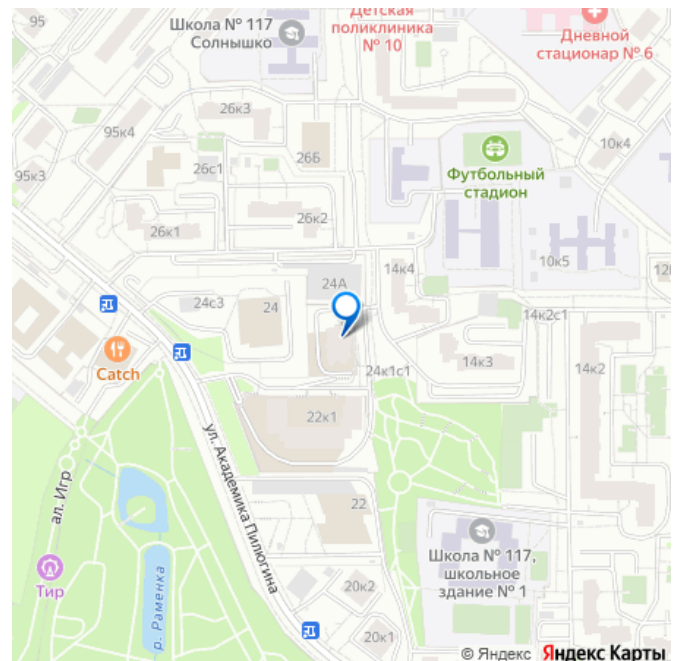 95
Школа № 117
Солнышко
Детская
поликлиника
№ 10
Дневной
стационар № 6
26к3
95к4
26Б
10к4
95к3
26с1
Футбольный
стадион
26к2
26к1
10к5
14к4
24А
24с3
24
14к2с1
Catch
24к1с1
14к3
14к2
22к1
ул. Академика Пилюгина
ал. Игр
22
Школа № 117,
школьное
здание № 1
Тир
р. Раменка
20к2
20к1
© Яндекс Яндекс Карты